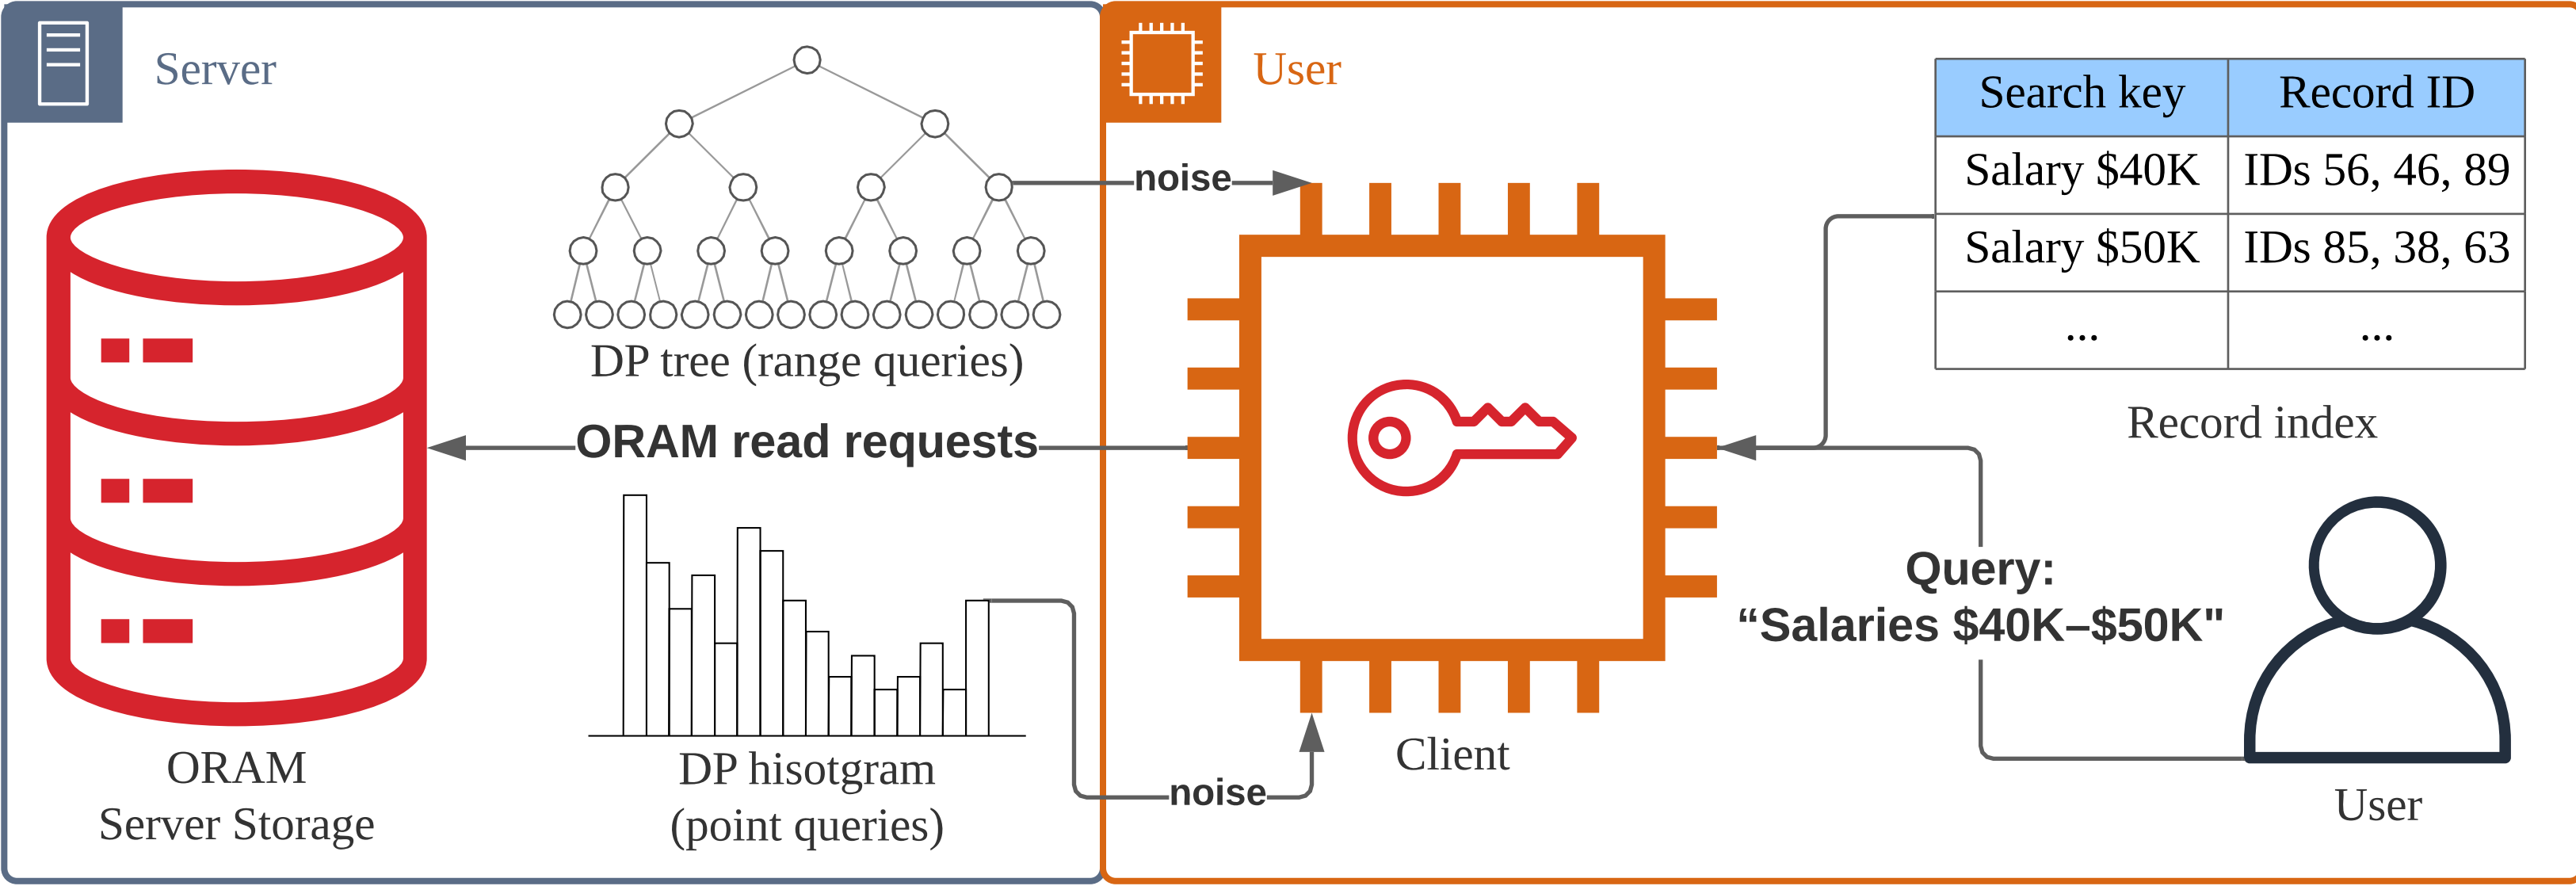 Server
DP tree (range queries)
ORAM read requests
DP hisotgram
(point queries)
ORAM
Server Storage
User
noise
noise
Client
Search key Record ID
Salary $40K IDs 56, 46, 89
Salary $50K IDs 85, 38, 63
... ...
Record index
Query:
“Salaries $40K–$50K"
User